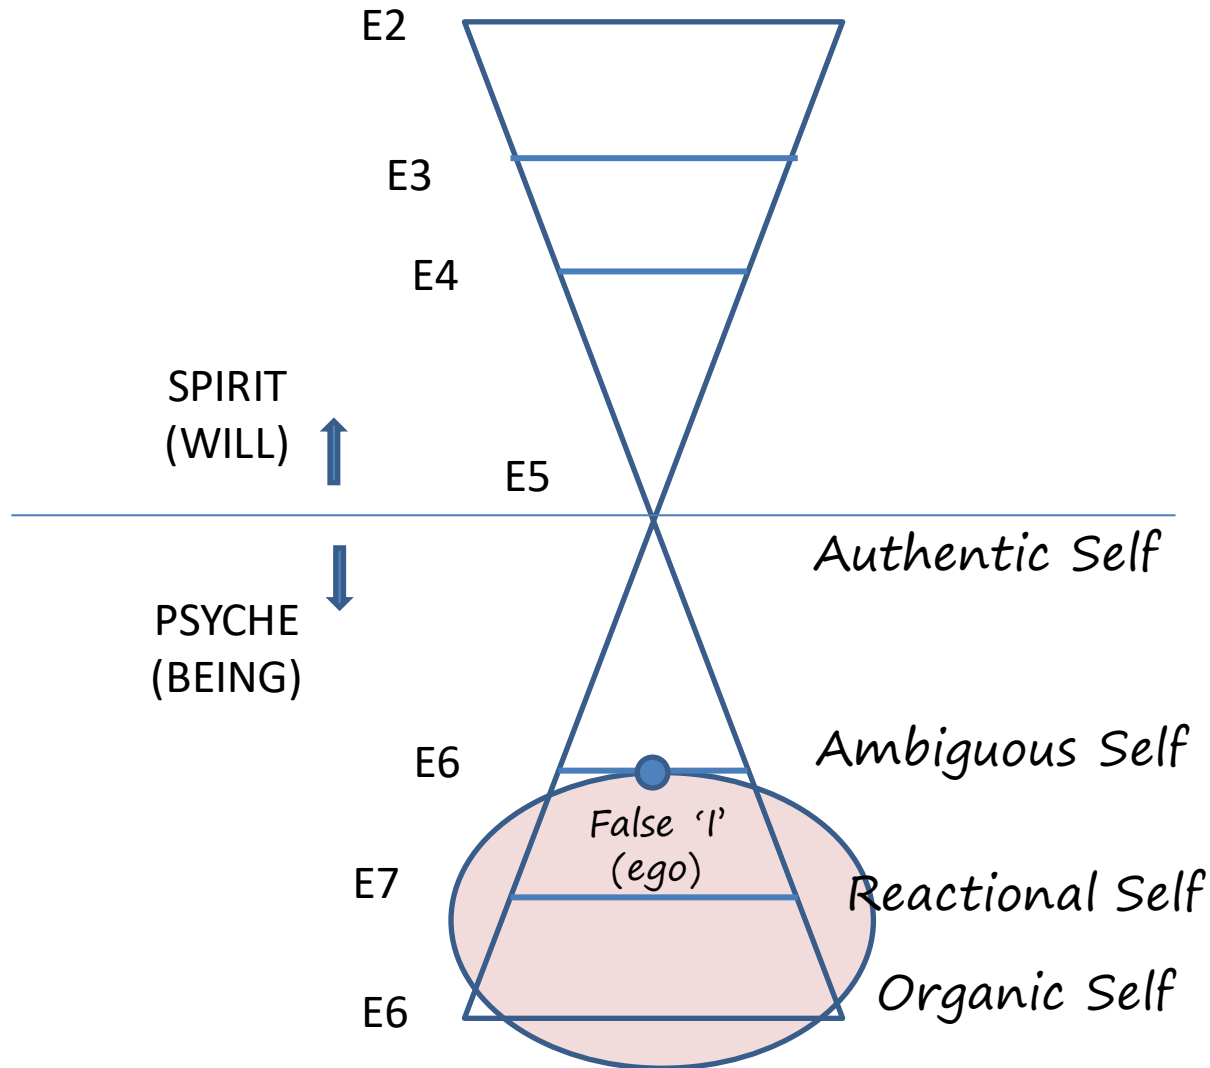 E2
E3
E4
SPIRIT
(WILL)
E5
Authentic Self
PSYCHE
(BEING)
E6
Ambiguous Self
False ‘I’
(ego)
E7
Reactional Self
Organic Self
E6